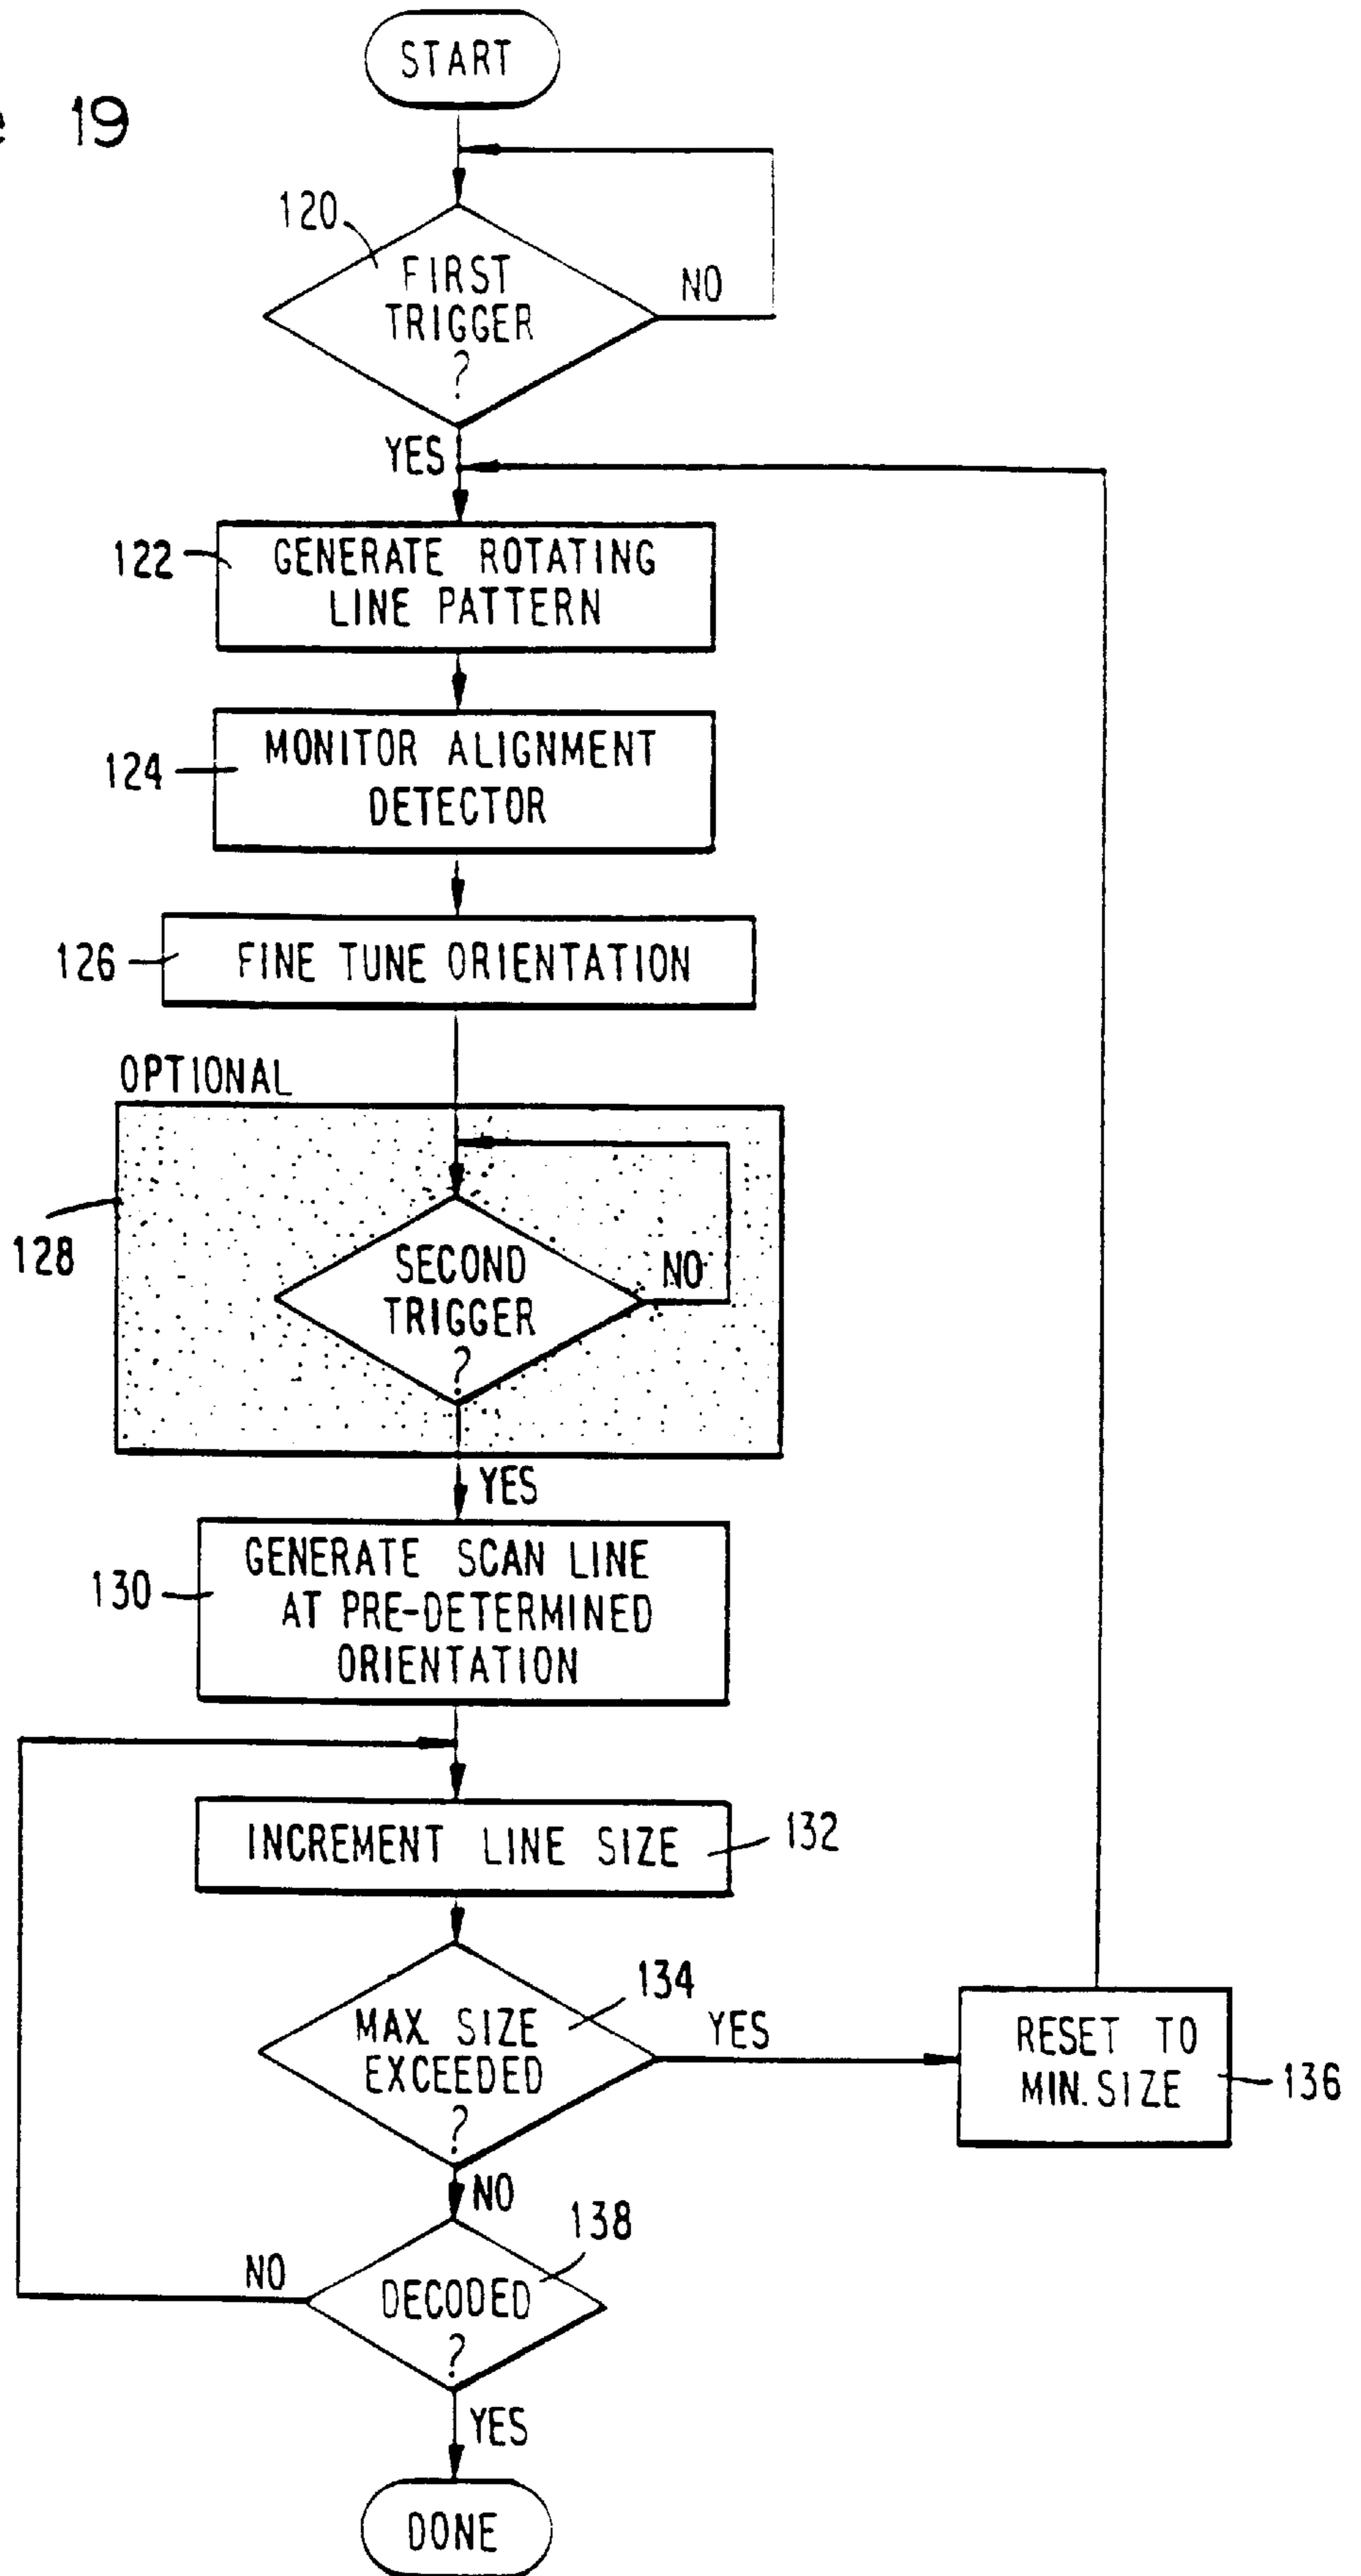 19
START
120
FIRST
TRIGGER
?
NO
YES
122
GENERATE ROTATING
LINE PATTERN
124
MONITOR ALIGNMENT
DETECTOR
126
FINE TUNE ORIENTATION
OPTIONAL
128
SECOND
TRIGGER
?
NO
YES
130
GENERATE SCAN LINE
AT PRE-DETERMINED
ORIENTATION
INCREMENT LINE SIZE
132
134
MAX. SIZE
EXCEEDED
?
YES
RESET TO
MIN. SIZE
136
NO
138
DECODED
?
NO
YES
DONE